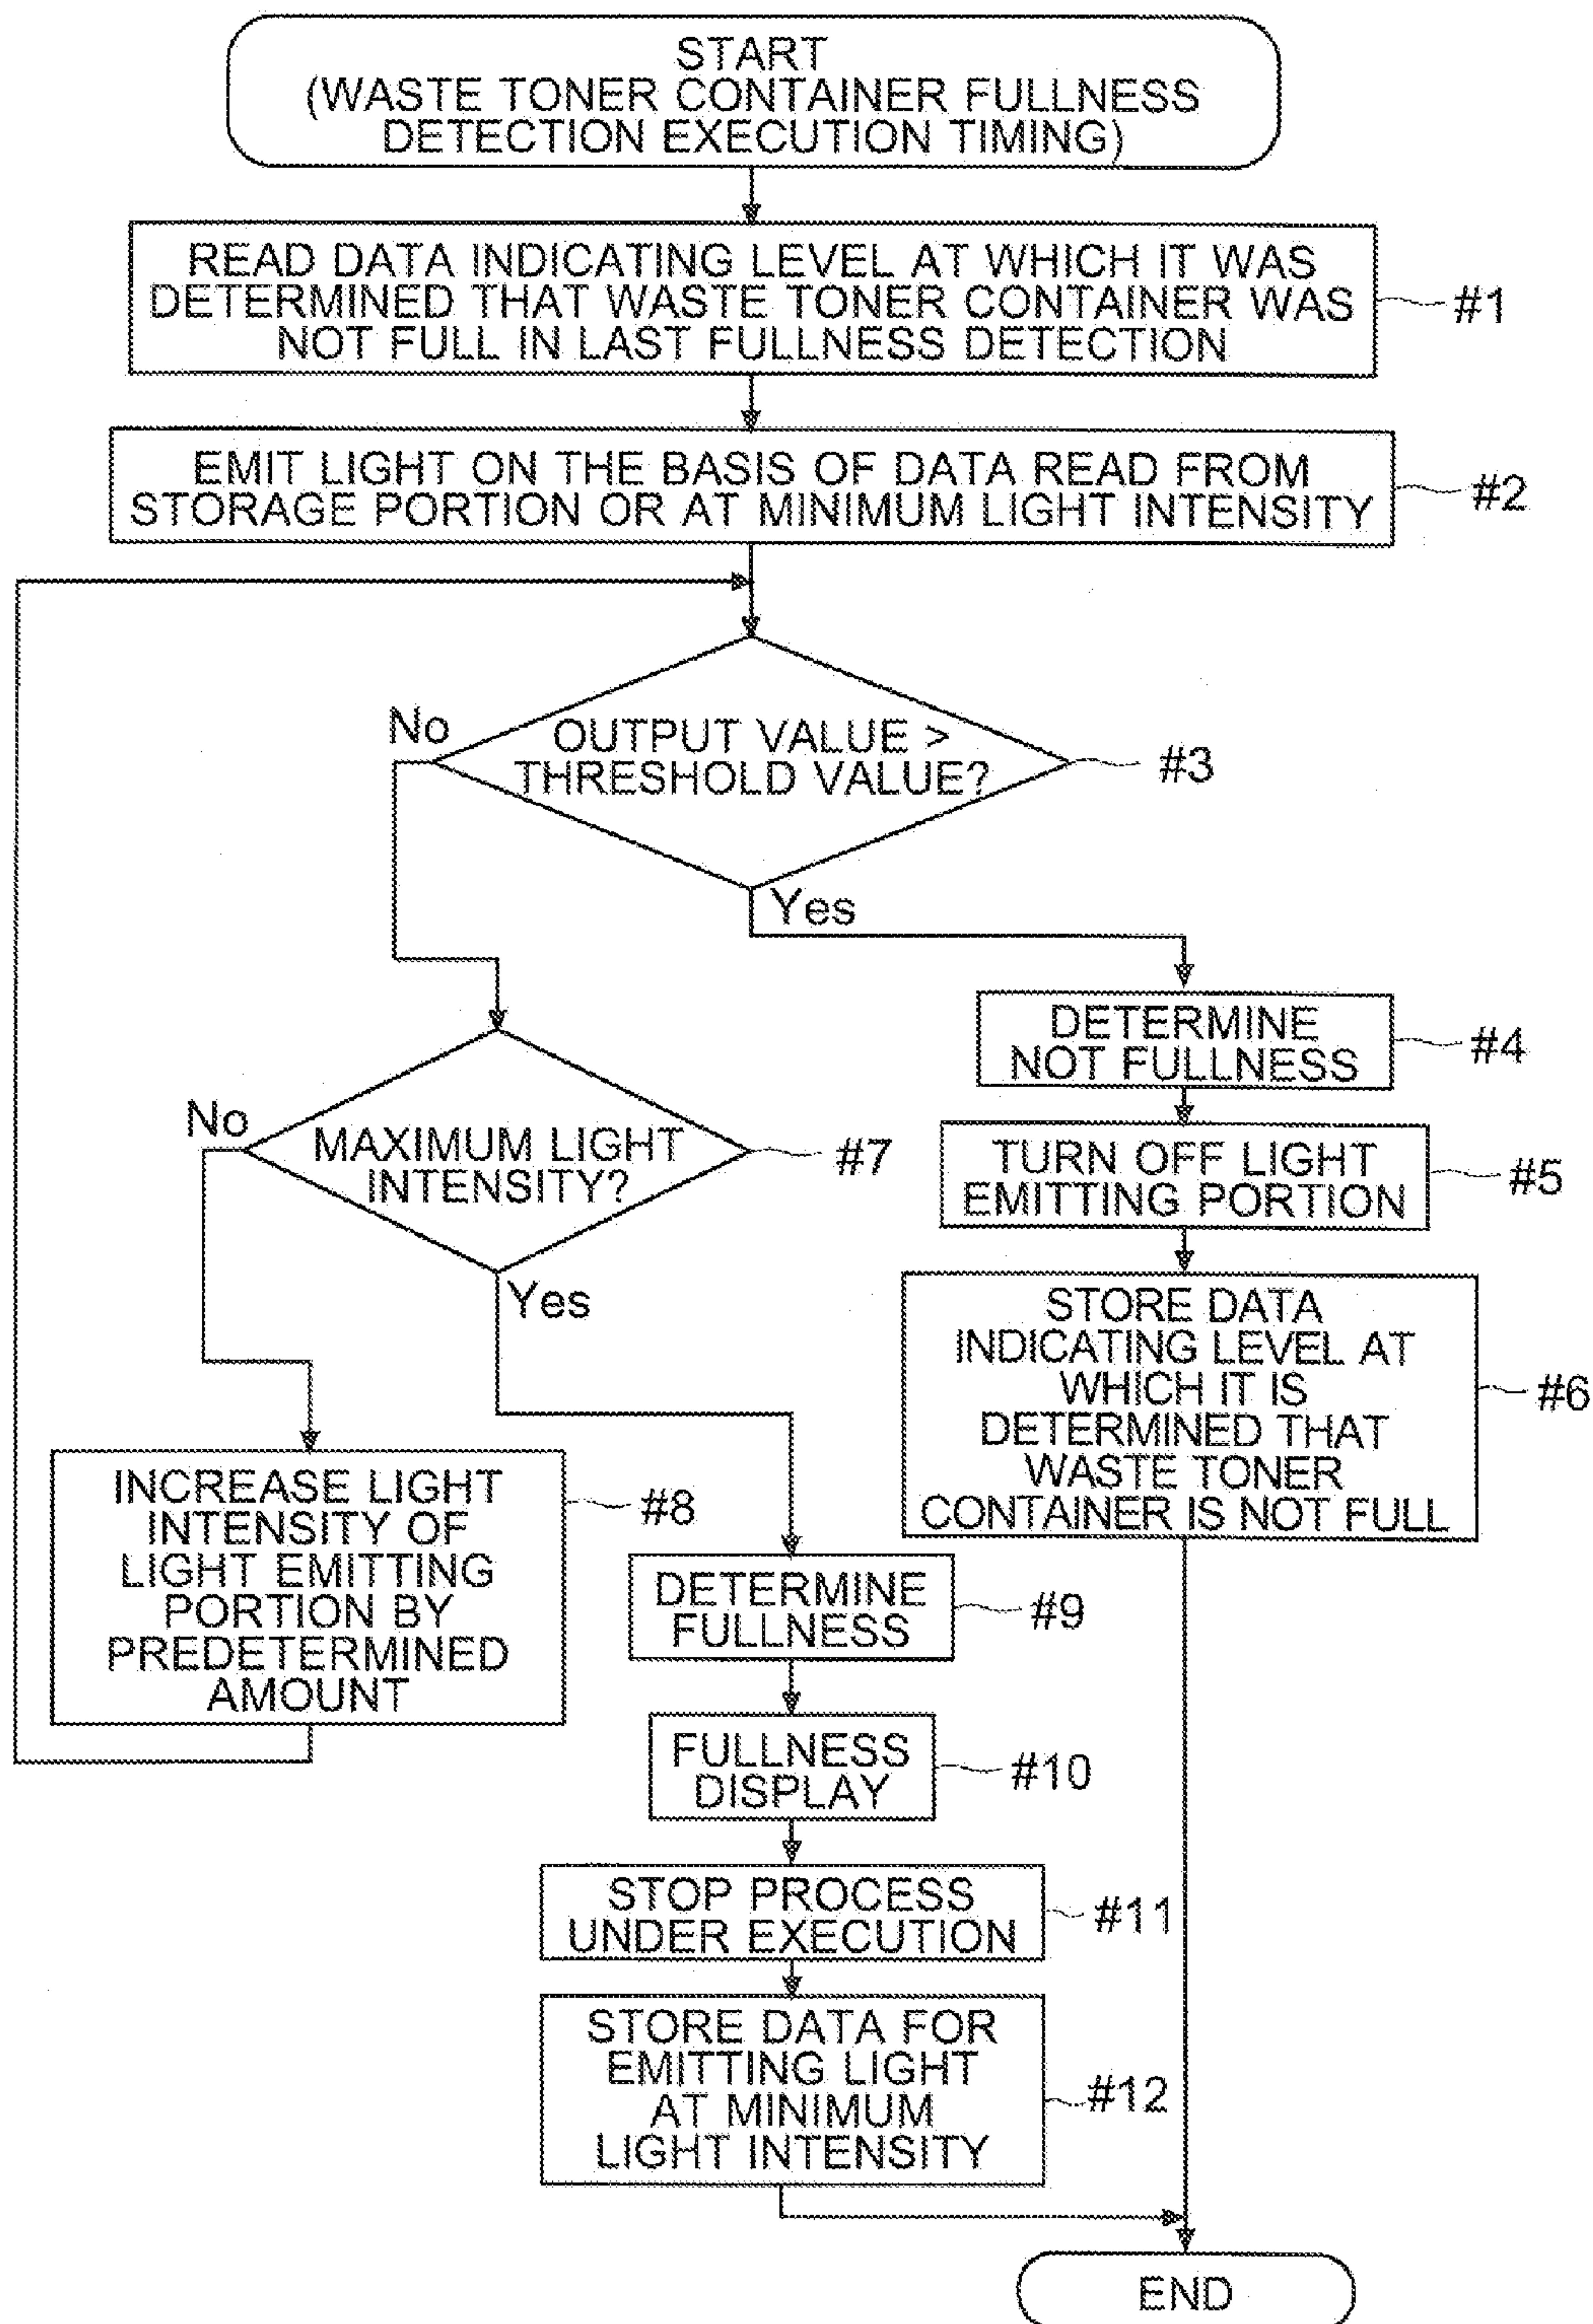 START
(WASTE TONER CONTAINER FULLNESS
DETECTION EXECUTION TIMING)
READ DATA INDICATING LEVEL AT WHICH IT WAS
DETERMINED THAT WASTE TONER CONTAINER WAS
NOT FULL IN LAST FULLNESS DETECTION
#1
EMIT LIGHT ON THE BASIS OF DATA READ FROM
STORAGE PORTION OR AT MINIMUM LIGHT INTENSITY
#2
No
OUTPUT VALUE >
THRESHOLD VALUE?
#3
Yes
DETERMINE
NOT FULLNESS
#4
TURN OFF LIGHT
EMITTING PORTION
#5
STORE DATA
INDICATING LEVEL AT
WHICH IT IS
DETERMINED THAT
WASTE TONER
CONTAINER IS NOT FULL
#6
No
MAXIMUM LIGHT
INTENSITY?
#7
Yes
INCREASE LIGHT
INTENSITY OF
LIGHT EMITTING
PORTION BY
PREDETERMINED
AMOUNT
#8
DETERMINE
FULLNESS
#9
FULLNESS
DISPLAY
#10
STOP PROCESS
UNDER EXECUTION
#11
STORE DATA FOR
EMITTING LIGHT
AT MINIMUM
LIGHT INTENSITY
#12
END